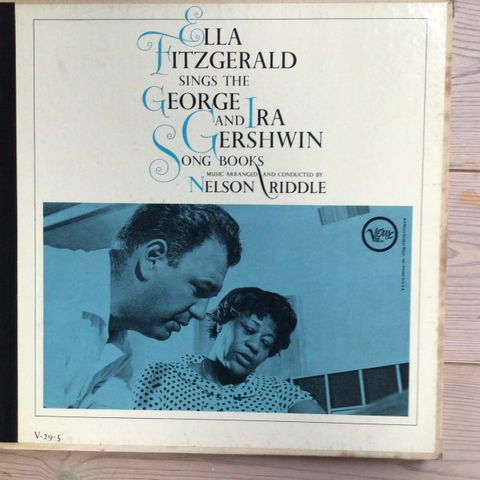 ELLA
FITZGERALD
SINGS THE
GEORGE
AND IRA
GERSHWIN
SONG BOOKS
MUSIC ARRANGED AND CONDUCTED BY
NELSON RIDDLE
Verve
V-29-5